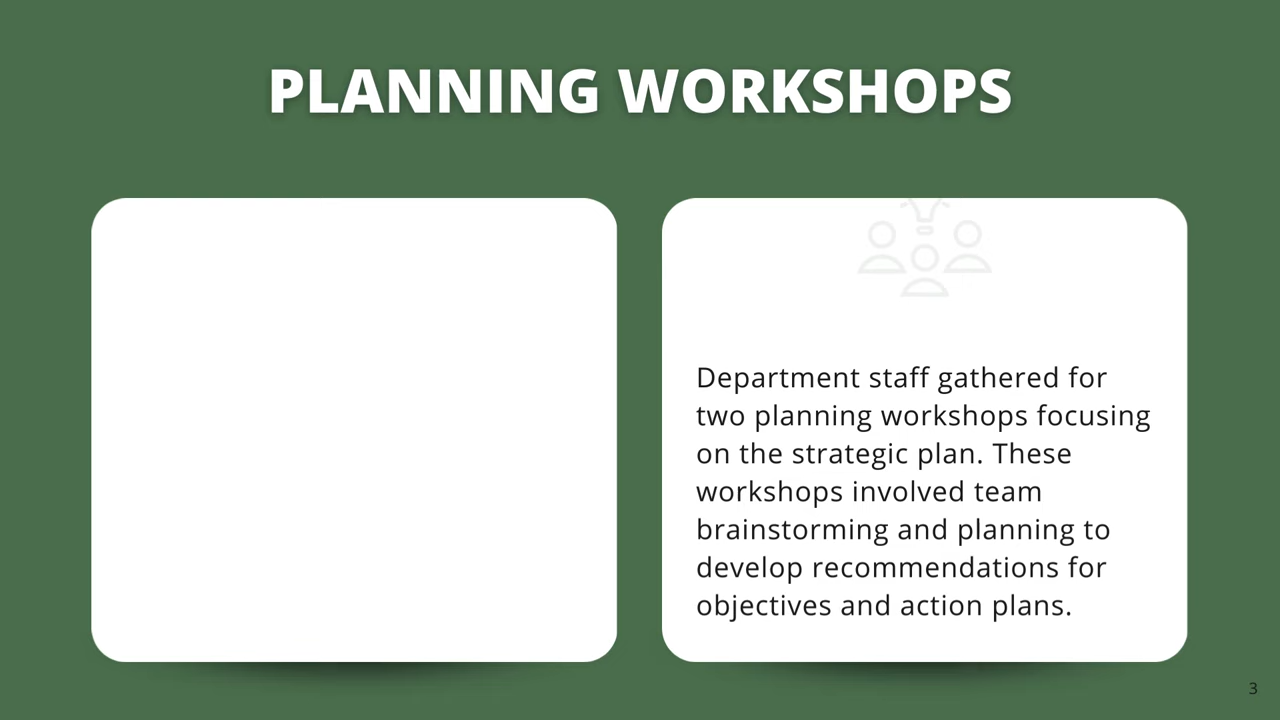 PLANNING WORKSHOPS
Department staff gathered for
two planning workshops focusing
on the strategic plan. These
workshops involved team
brainstorming and planning to
develop recommendations for
objectives and action plans.
3